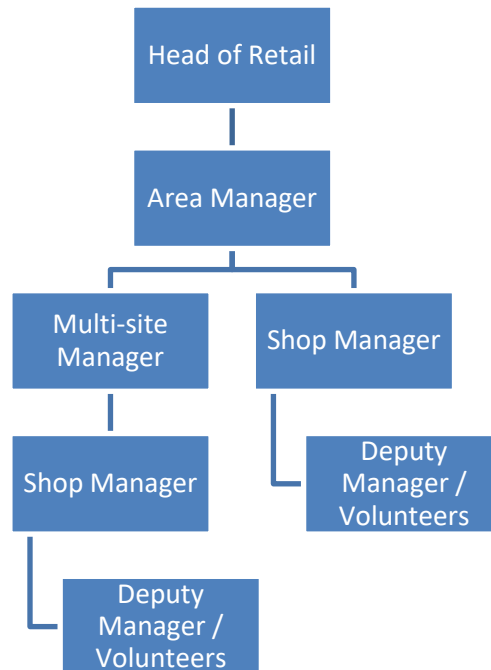 Head of Retail
Area Manager
Multi-site
Manager
Shop Manager
Shop Manager
Deputy
Manager /
Volunteers
Deputy
Manager /
Volunteers